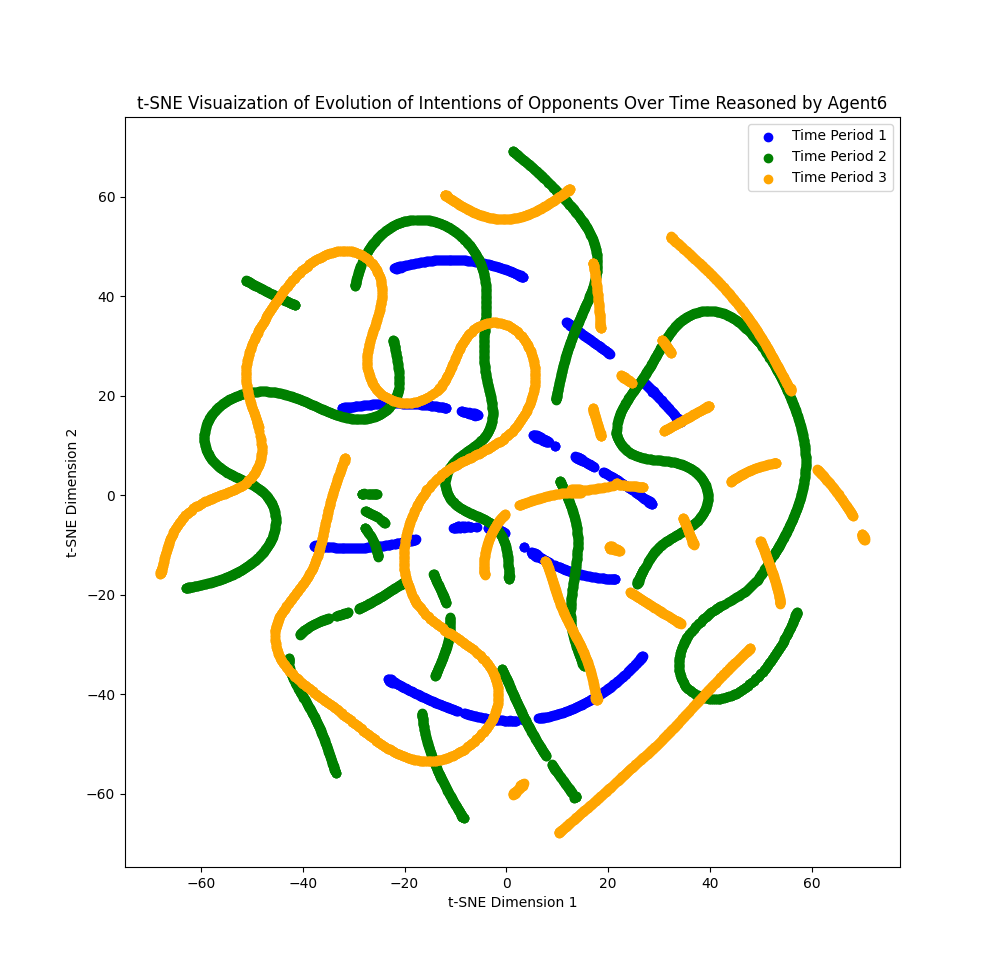 t-SNE Visuaization of Evolution of Intentions of Opponents Over Time Reasoned by Agent6
Time Period 1
Time Period 2
Time Period 3
60
40
20
0
−20
−40
−60
t-SNE Dimension 2
−60 −40 −20 0 20 40 60
t-SNE Dimension 1